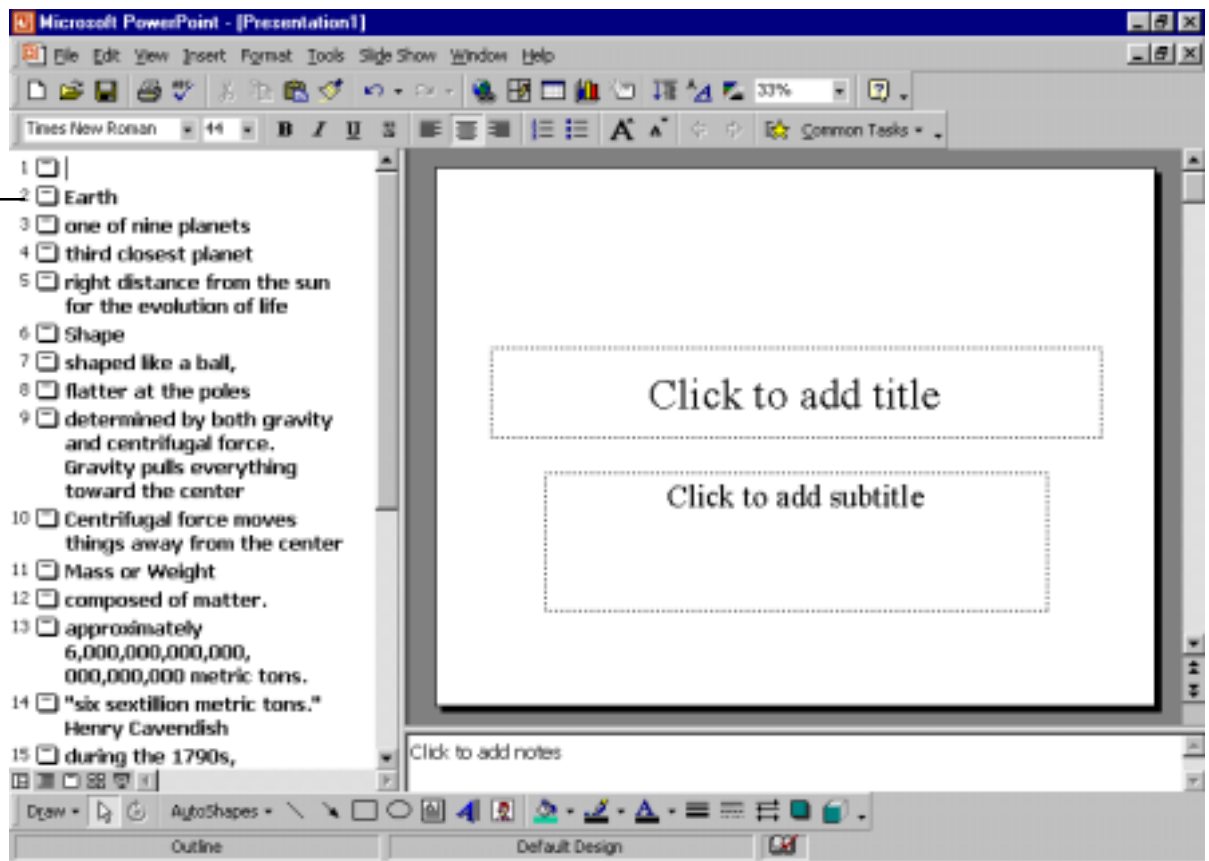 Microsoft PowerPoint - [Presentation1]
File Edit View Insert Format Tools Slide Show Window Help
33%
Times New Roman 44 B I U S A A Common Tasks
1
2 Earth
3 one of nine planets
4 third closest planet
5 right distance from the sun
for the evolution of life
6 Shape
7 shaped like a ball,
8 flatter at the poles
9 determined by both gravity
and centrifugal force.
Gravity pulls everything
toward the center
10 Centrifugal force moves
things away from the center
11 Mass or Weight
12 composed of matter.
13 approximately
6,000,000,000,000,
000,000,000 metric tons.
14 "six sextillion metric tons."
Henry Cavendish
15 during the 1790s,
Click to add title
Click to add subtitle
Click to add notes
Draw AutoShapes
Outline Default Design